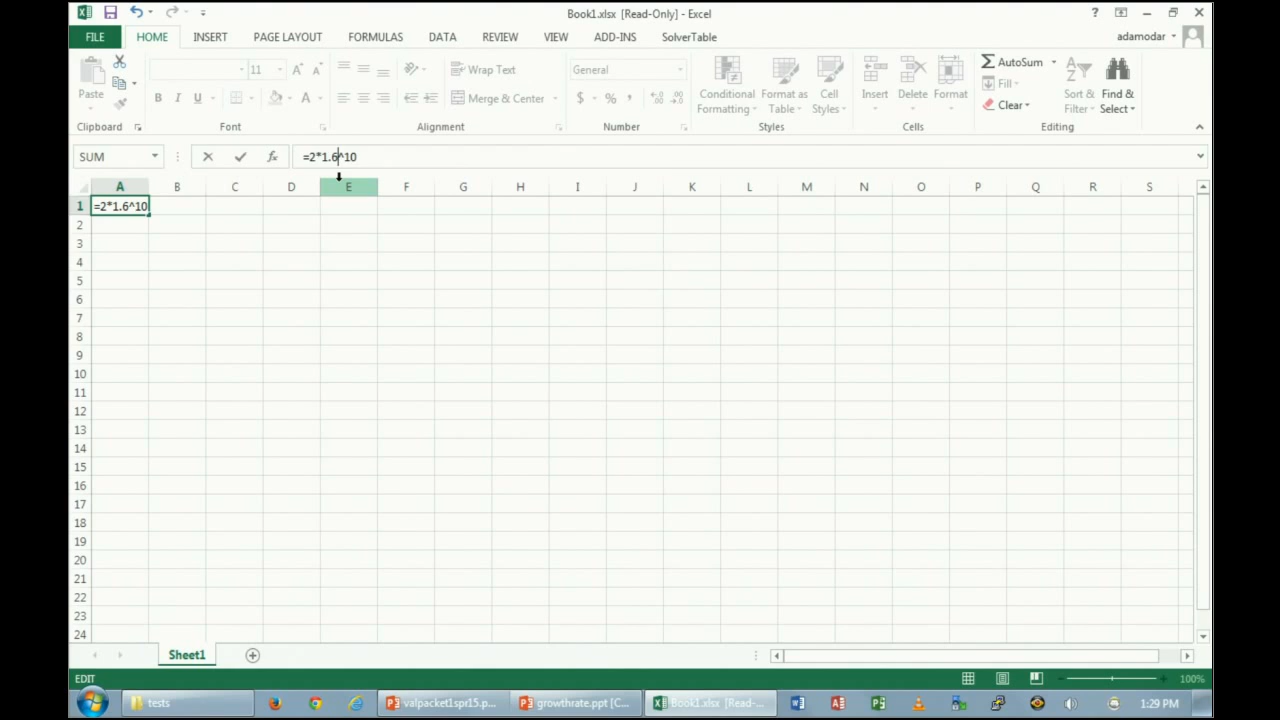 Book1.xlsx [Read-Only] - Excel
FILE HOME INSERT PAGE LAYOUT FORMULAS DATA REVIEW VIEW ADD-INS SolverTable adamodar
Paste
11
Wrap Text
General
Conditional Formatting
Format as Table
Cell Styles
Insert
Delete
Format
AutoSum
Fill
Clear
Sort & Filter
Find & Select
B I U
Merge & Center
$ % ,
Clipboard Font Alignment Number Styles Cells Editing
SUM fx =2*1.6^10
A B C D E F G H I J K L M N O P Q R S
1 =2*1.6^10
2
3
4
5
6
7
8
9
10
11
12
13
14
15
16
17
18
19
20
21
22
23
24
Sheet1
EDIT 100%
tests valpacket1spr15.p... growthrate.ppt [C... Book1.xlsx [Read-... 1:29 PM